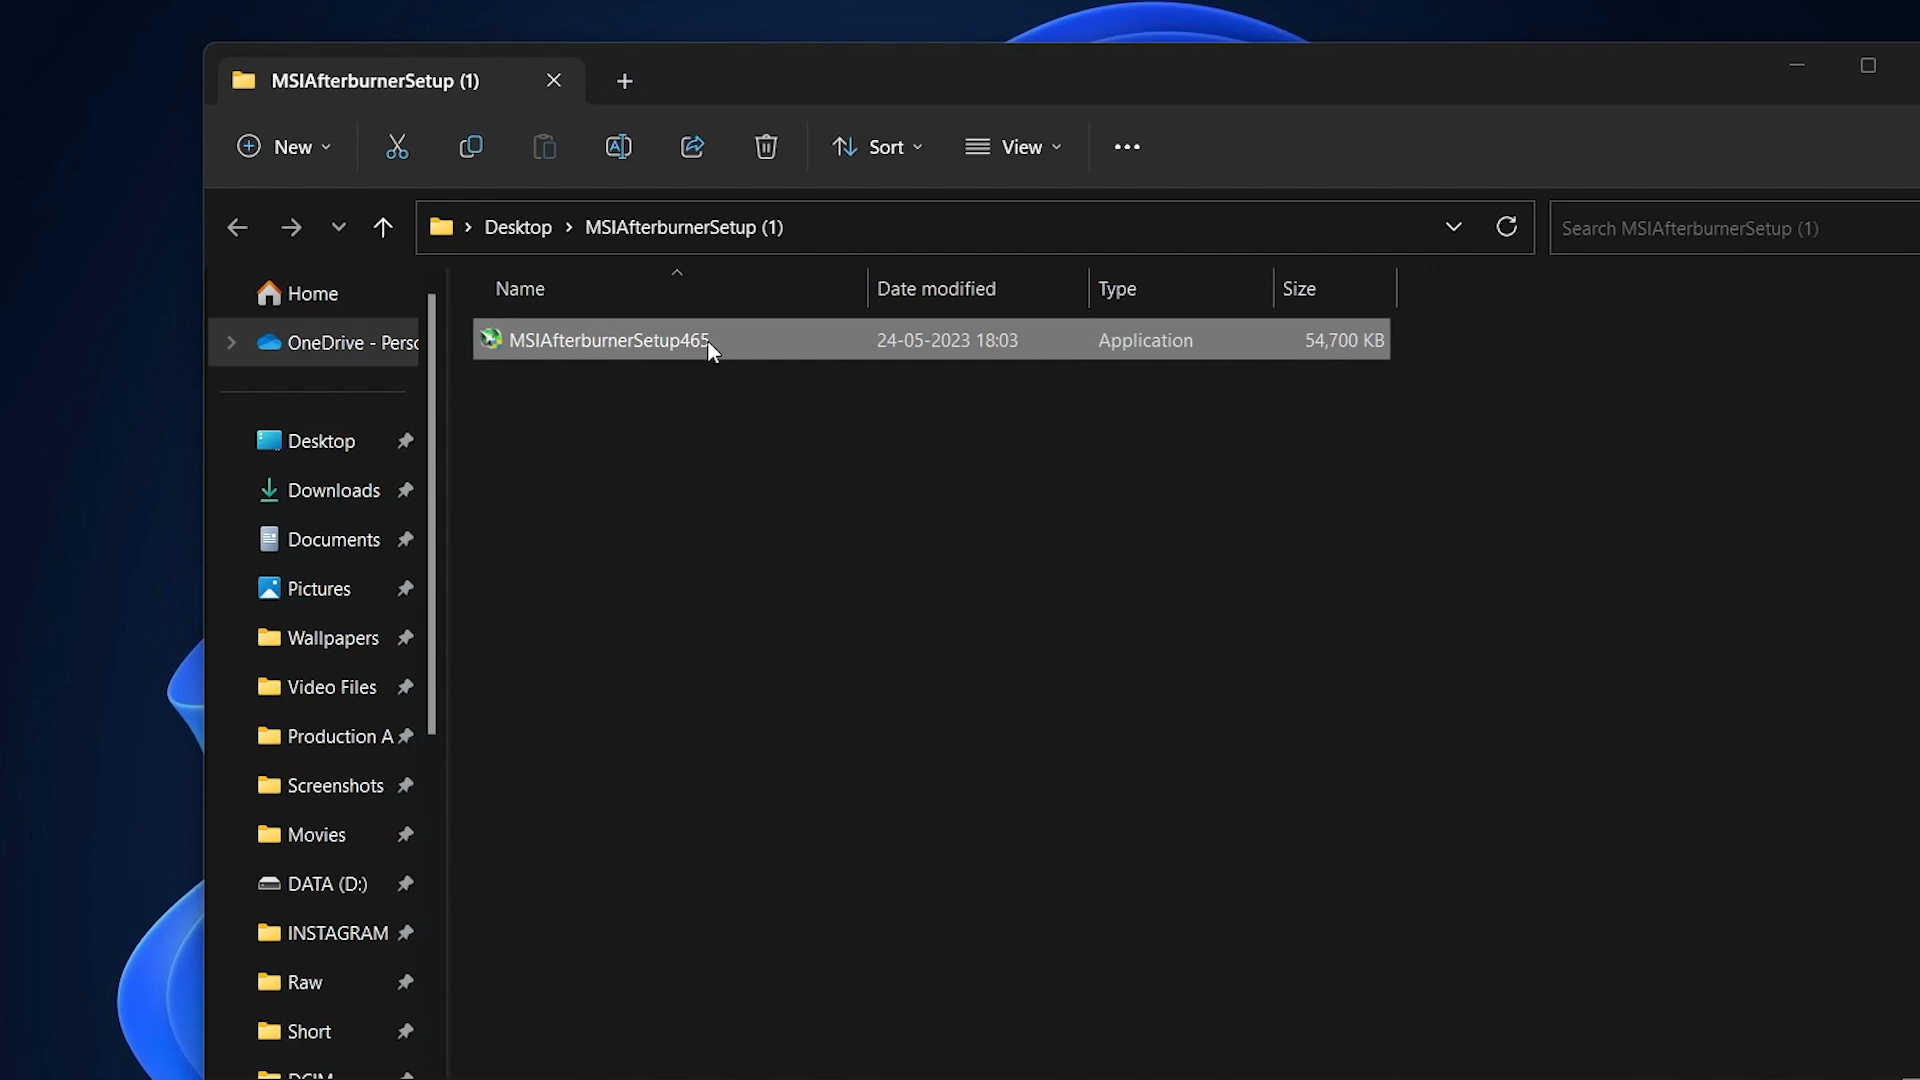 MSIAfterburnerSetup (1)
New
Sort
View
Desktop
MSIAfterburnerSetup (1)
Search MSIAfterburnerSetup (1)
Home
OneDrive - Perso
Name
Date modified
Type
Size
MSIAfterburnerSetup465
24-05-2023 18:03
Application
54,700 KB
Desktop
Downloads
Documents
Pictures
Wallpapers
Video Files
Production A
Screenshots
Movies
DATA (D:)
INSTAGRAM
Raw
Short
DCIM